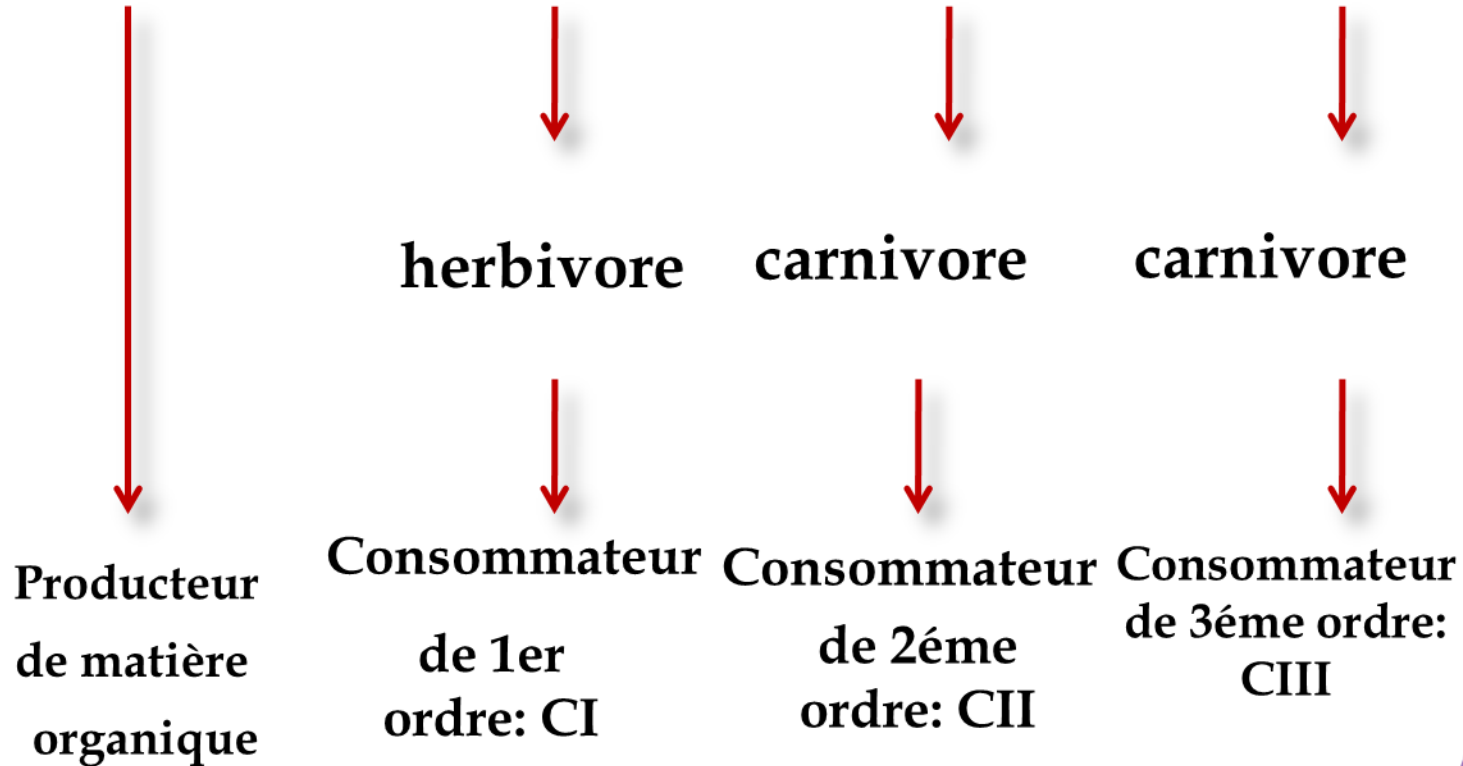 herbivore
carnivore
carnivore
Producteur
de matière
organique
Consommateur
de 1er
ordre: CI
Consommateur
de 2éme
ordre: CII
Consommateur
de 3éme ordre:
CIII